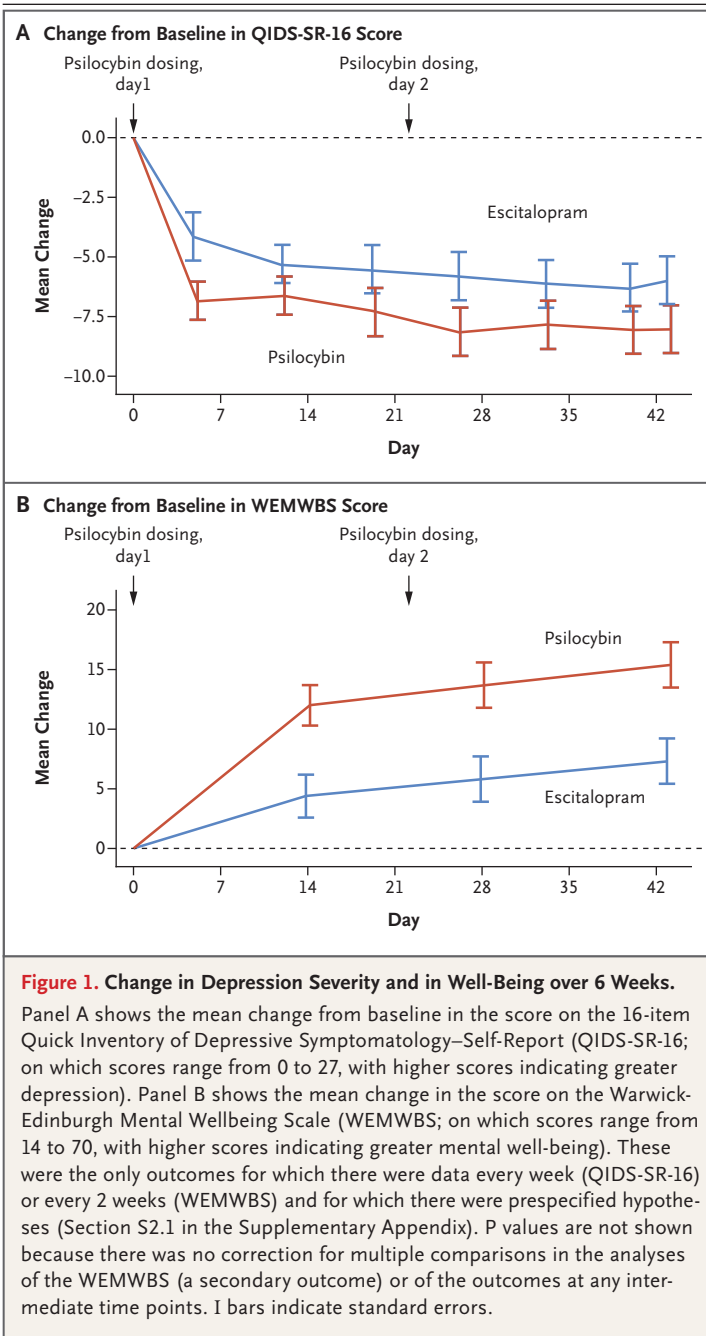 A Change from Baseline in QIDS-SR-16 Score
Psilocybin dosing,
day1
Psilocybin dosing,
day 2
0.0
−2.5
−5.0
−7.5
−10.0
Mean Change
Escitalopram
Psilocybin
0 7 14 21 28 35 42
Day
B Change from Baseline in WEMWBS Score
Psilocybin dosing,
day1
Psilocybin dosing,
day 2
20
15
10
5
0
Mean Change
Psilocybin
Escitalopram
0 7 14 21 28 35 42
Day
Figure 1. Change in Depression Severity and in Well-Being over 6 Weeks.
Panel A shows the mean change from baseline in the score on the 16-item
Quick Inventory of Depressive Symptomatology–Self-Report (QIDS-SR-16;
on which scores range from 0 to 27, with higher scores indicating greater
depression). Panel B shows the mean change in the score on the Warwick-
Edinburgh Mental Wellbeing Scale (WEMWBS; on which scores range from
14 to 70, with higher scores indicating greater mental well-being). These
were the only outcomes for which there were data every week (QIDS-SR-16)
or every 2 weeks (WEMWBS) and for which there were prespecified hypothe-
ses (Section S2.1 in the Supplementary Appendix). P values are not shown
because there was no correction for multiple comparisons in the analyses
of the WEMWBS (a secondary outcome) or of the outcomes at any inter-
mediate time points. I bars indicate standard errors.